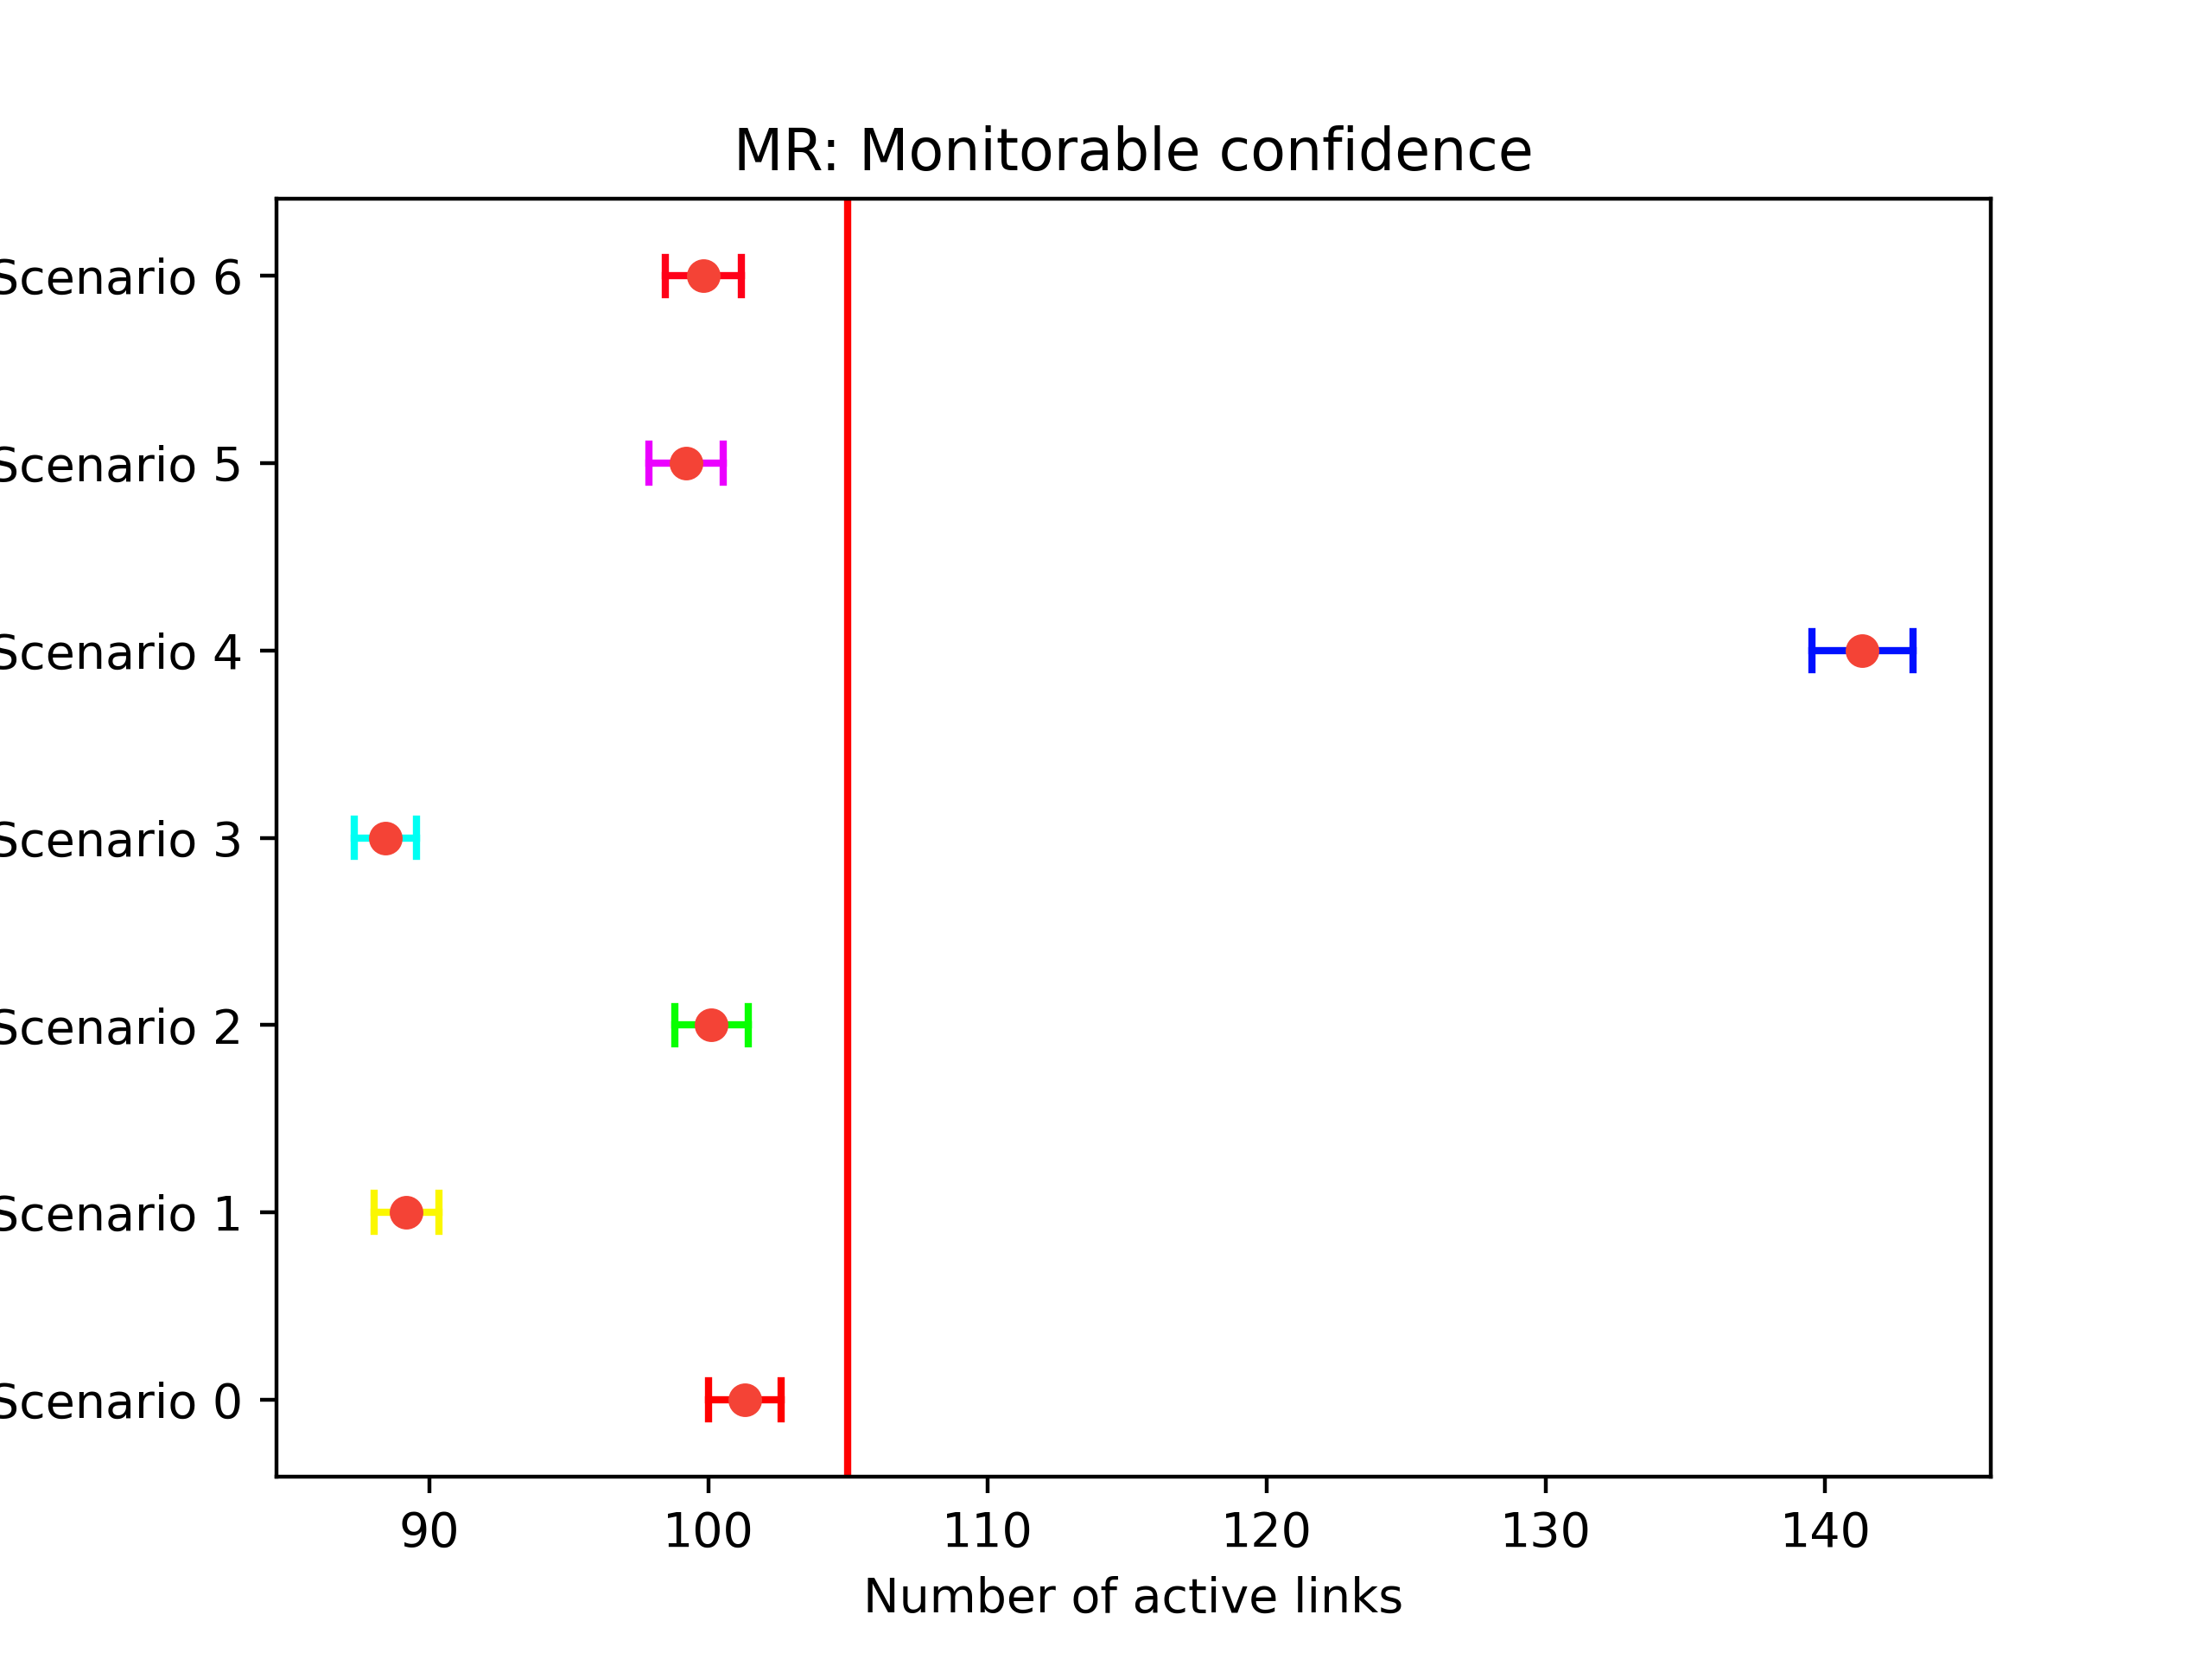 MR: Monitorable confidence
Scenario 6
Scenario 5
Scenario 4
Scenario 3
Scenario 2
Scenario 1
Scenario 0
90 100 110 120 130 140
Number of active links